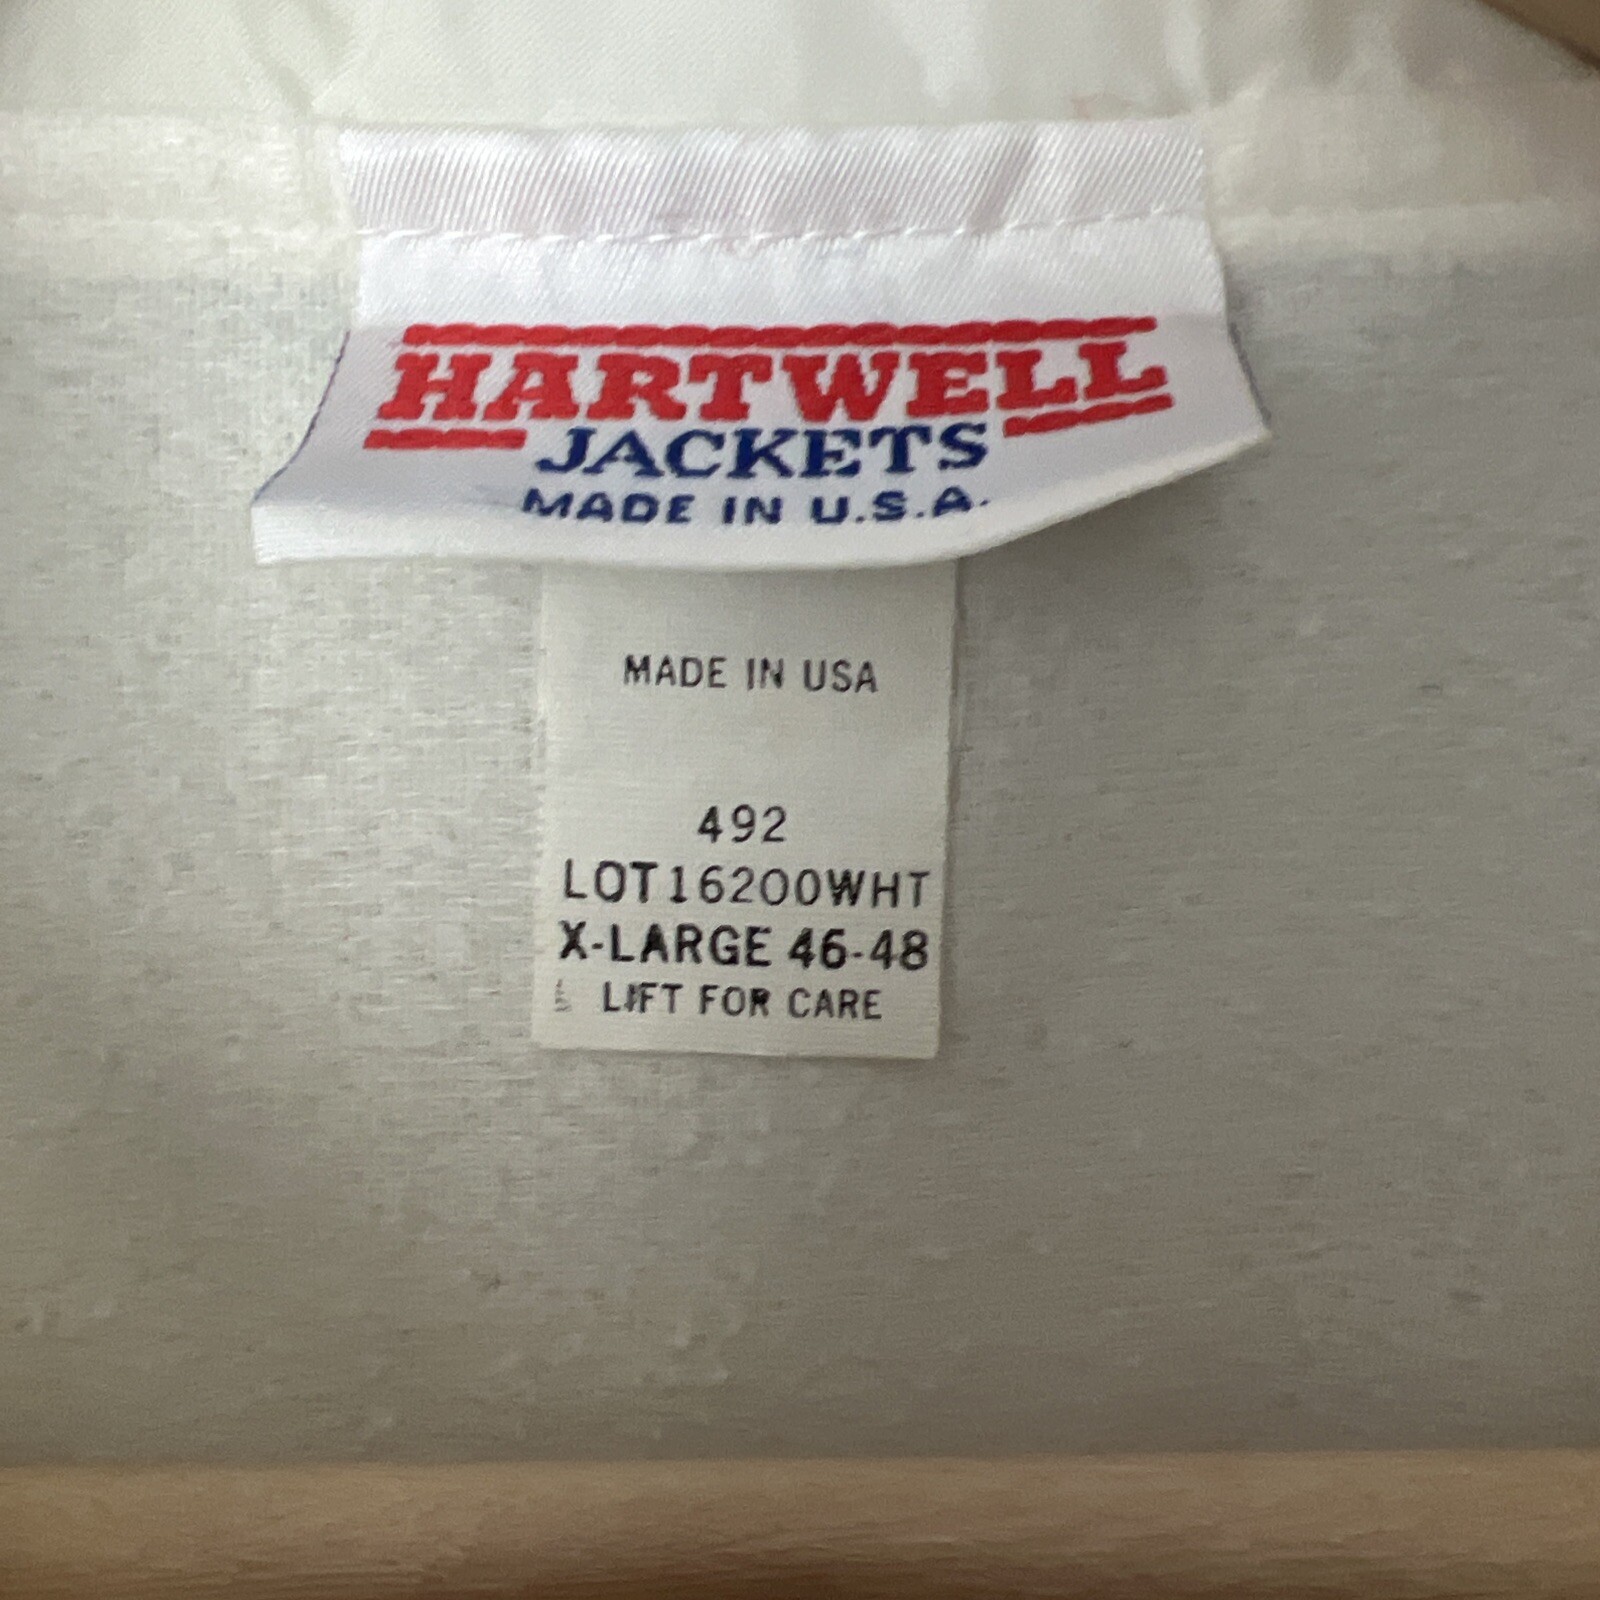 HARTWELL
JACKETS
MADE IN U.S.A.
MADE IN USA
492
LOT16200WHT
X-LARGE 46-48
LIFT FOR CARE